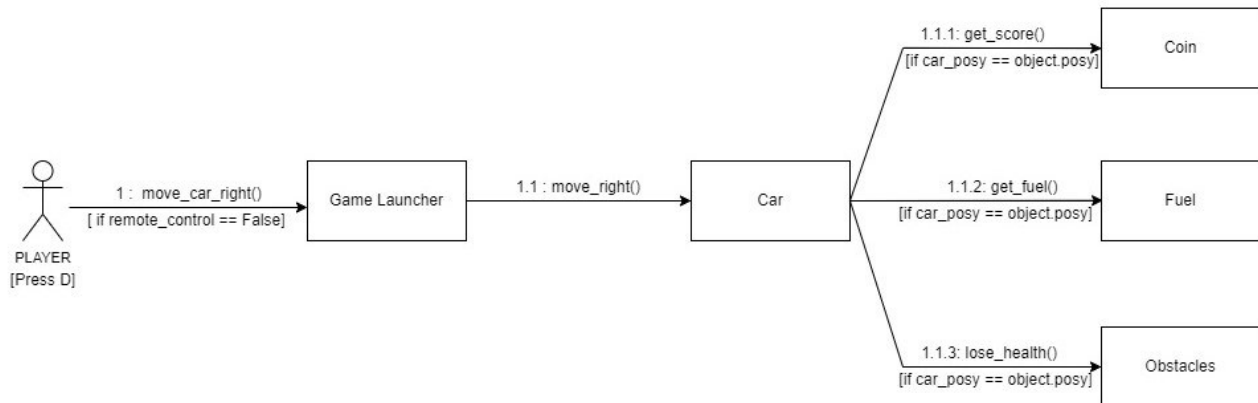 1.1.1: get_score()
[if car_posy == object.posy]
Coin
1 : move_car_right()
[ if remote_control == False]
Game Launcher
1.1 : move_right()
Car
1.1.2: get_fuel()
[if car_posy == object.posy]
Fuel
PLAYER
[Press D]
1.1.3: lose_health()
[if car_posy == object.posy]
Obstacles